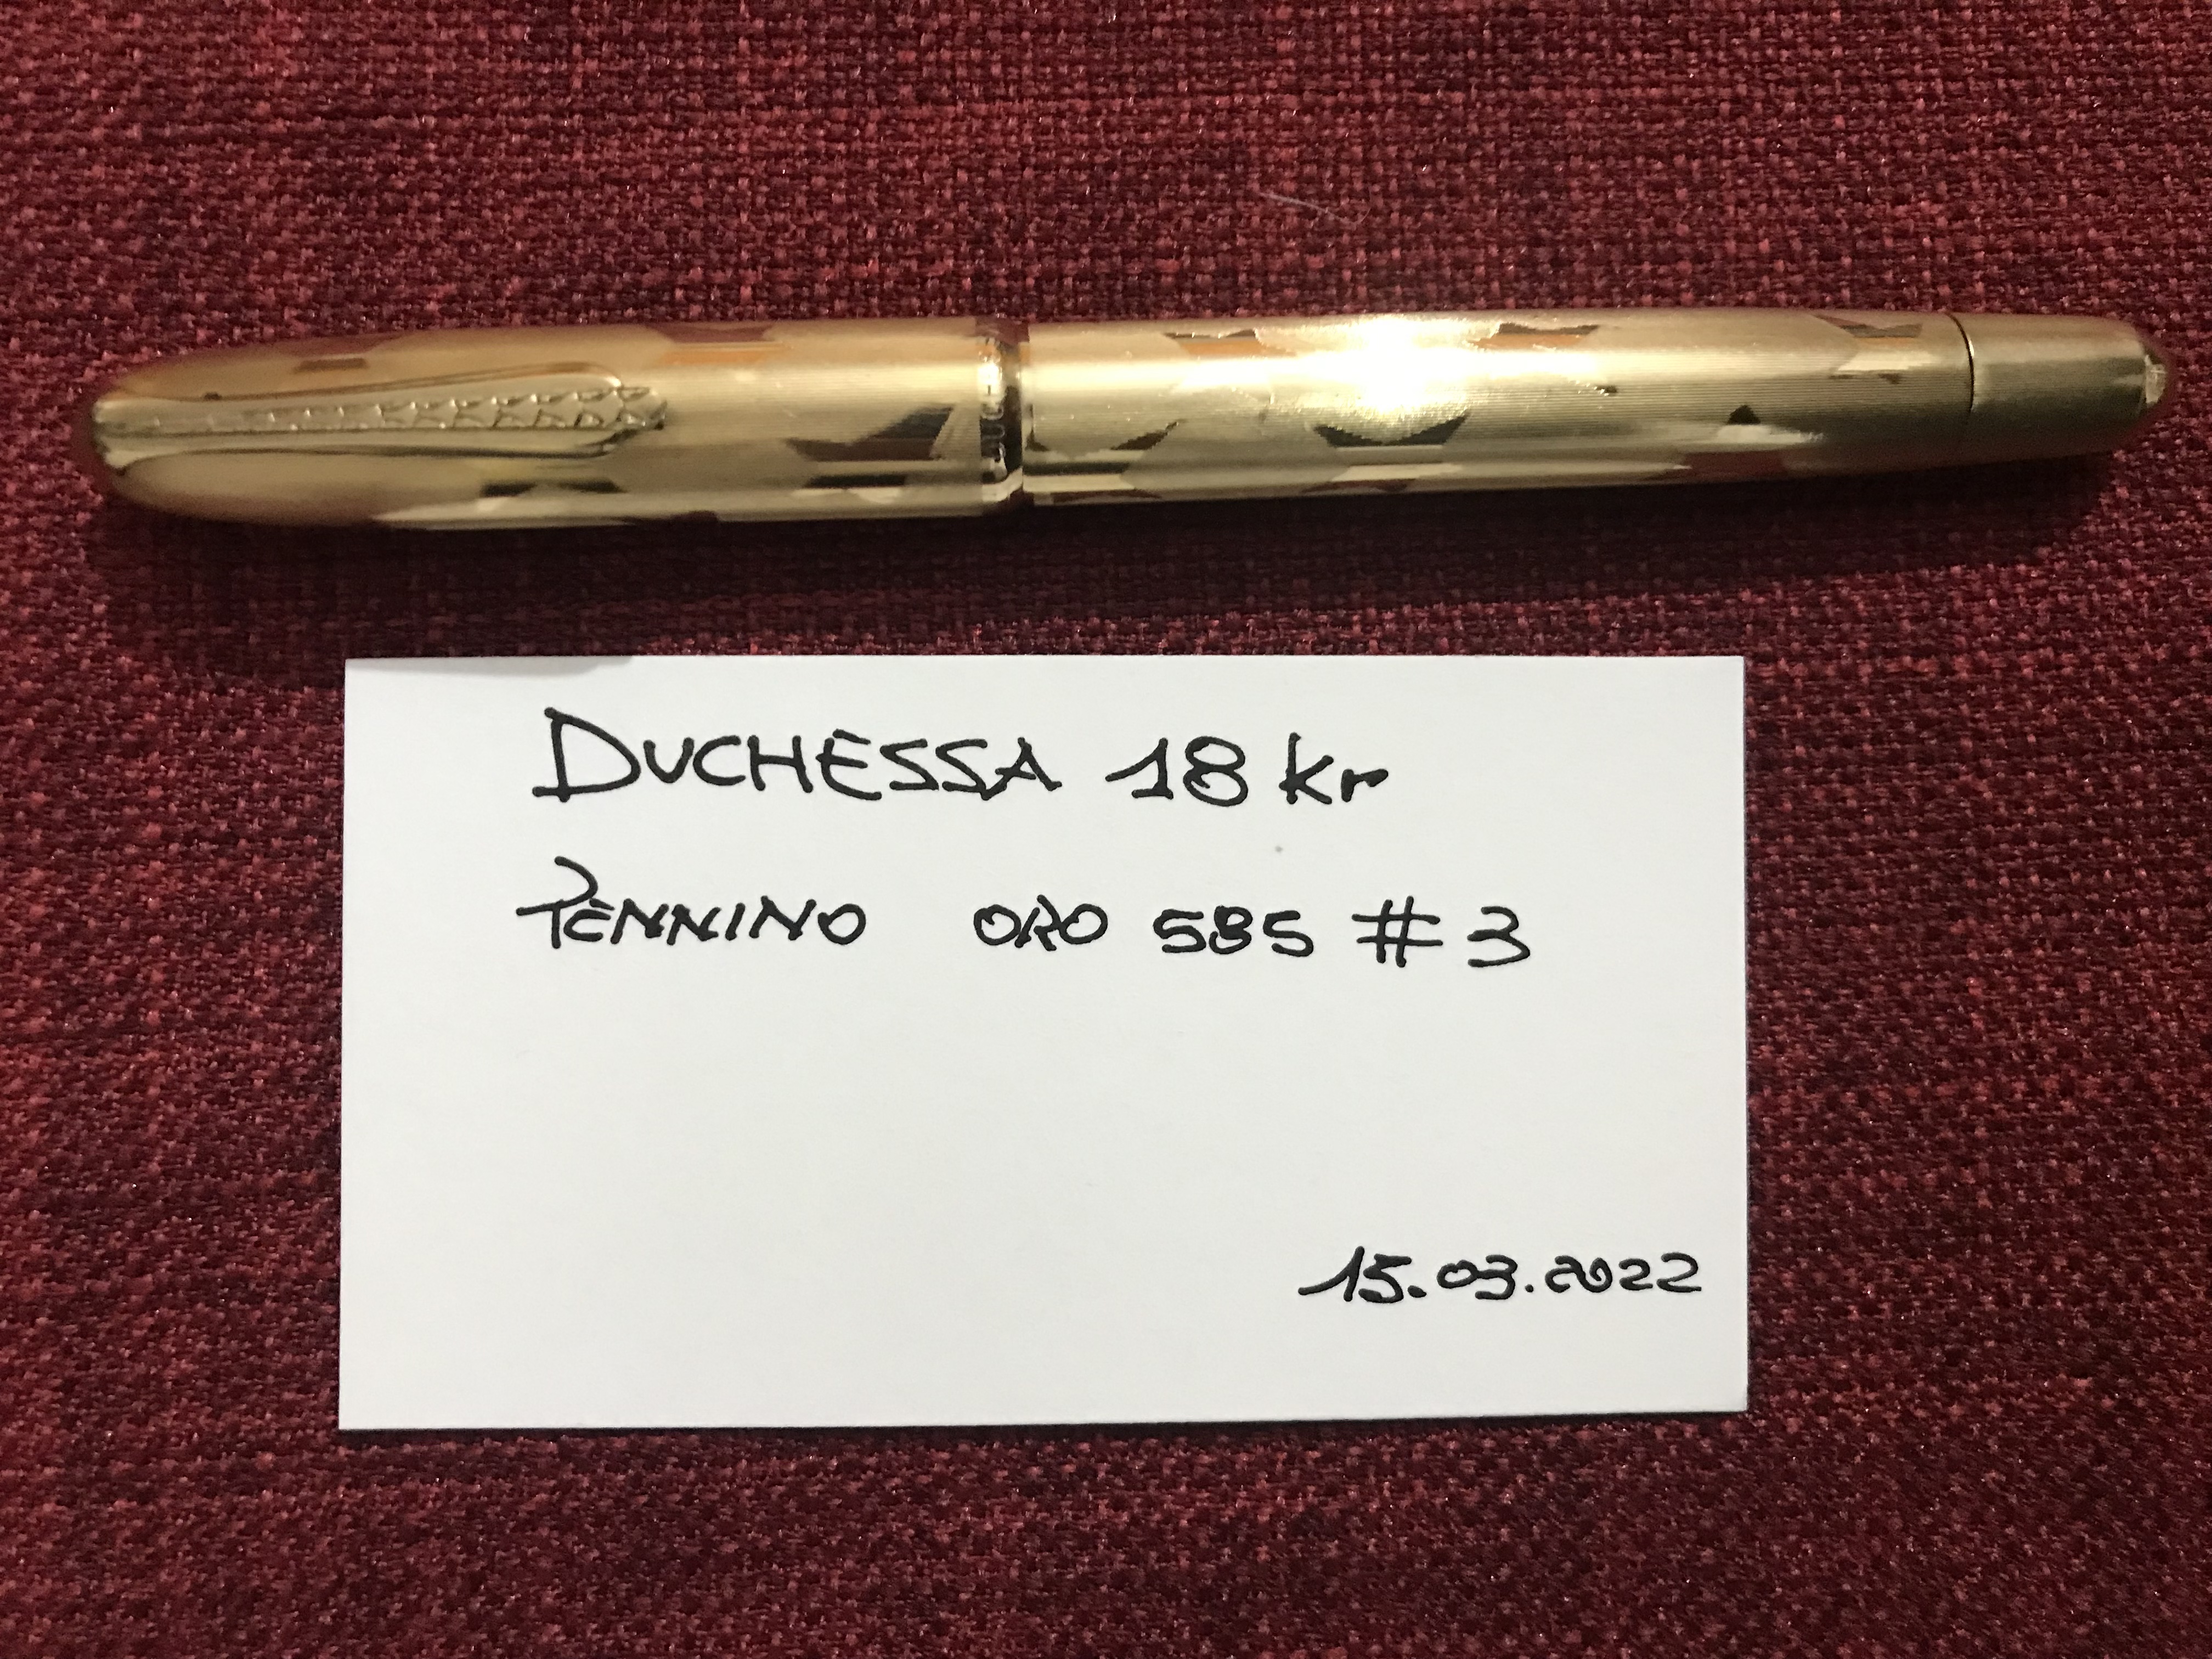 DUCHESSA 18 Kr
PENNINO ORO 585 #3
15.03.2022